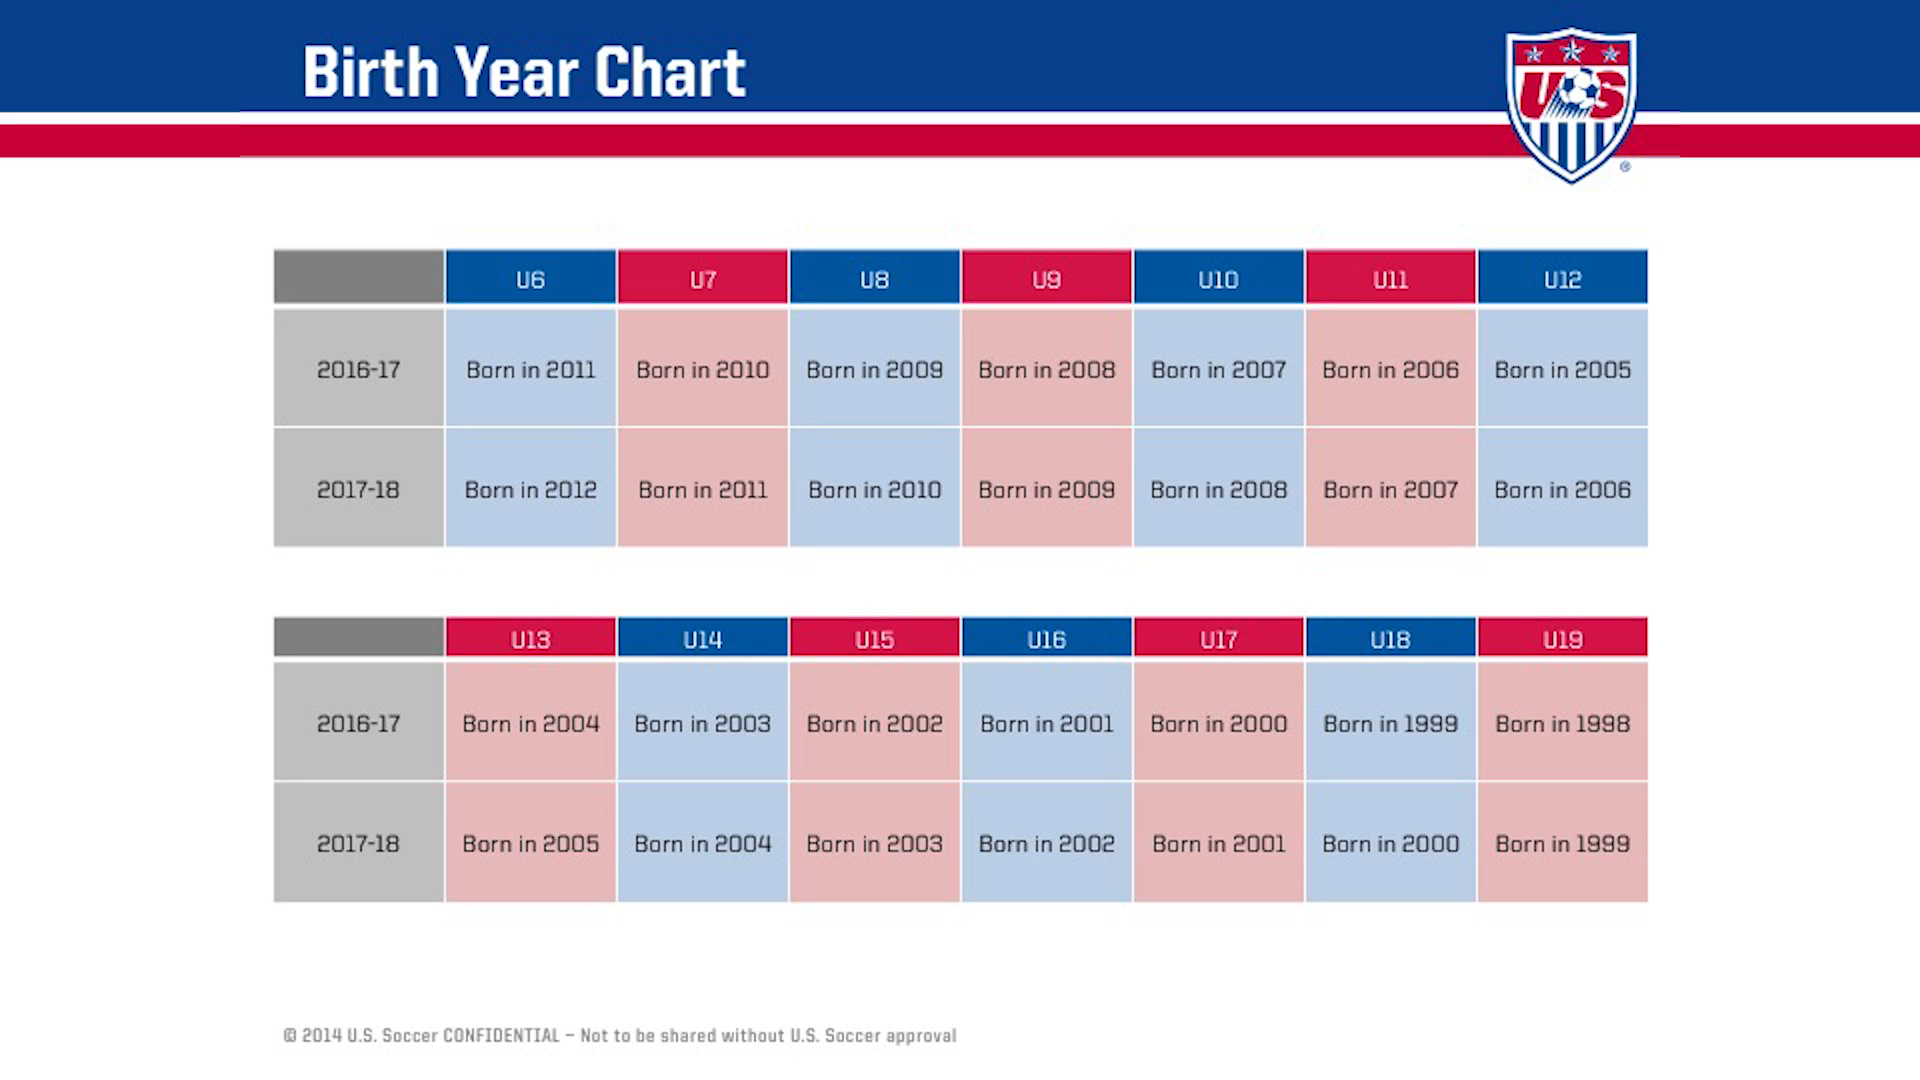 Birth Year Chart
US
®
U6 U7 U8 U9 U10 U11 U12
2016-17 Born in 2011 Born in 2010 Born in 2009 Born in 2008 Born in 2007 Born in 2006 Born in 2005
2017-18 Born in 2012 Born in 2011 Born in 2010 Born in 2009 Born in 2008 Born in 2007 Born in 2006
U13 U14 U15 U16 U17 U18 U19
2016-17 Born in 2004 Born in 2003 Born in 2002 Born in 2001 Born in 2000 Born in 1999 Born in 1998
2017-18 Born in 2005 Born in 2004 Born in 2003 Born in 2002 Born in 2001 Born in 2000 Born in 1999
© 2014 U.S. Soccer CONFIDENTIAL – Not to be shared without U.S. Soccer approval